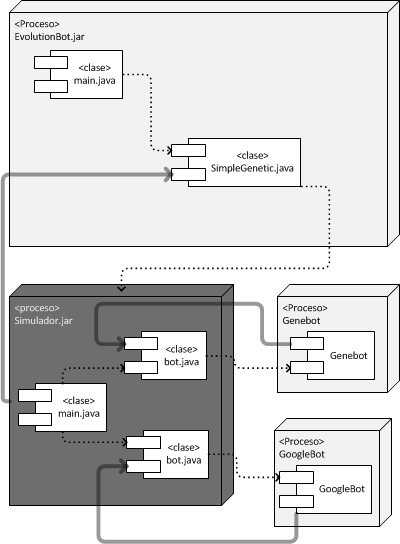 <Proceso>
EvolutionBot.jar
<clase>
main.java
<clase>
SimpleGenetic.java
<proceso>
Simulador.jar
<clase>
bot.java
<clase>
main.java
<clase>
bot.java
<Proceso>
Genebot
Genebot
<Proceso>
GoogleBot
GoogleBot